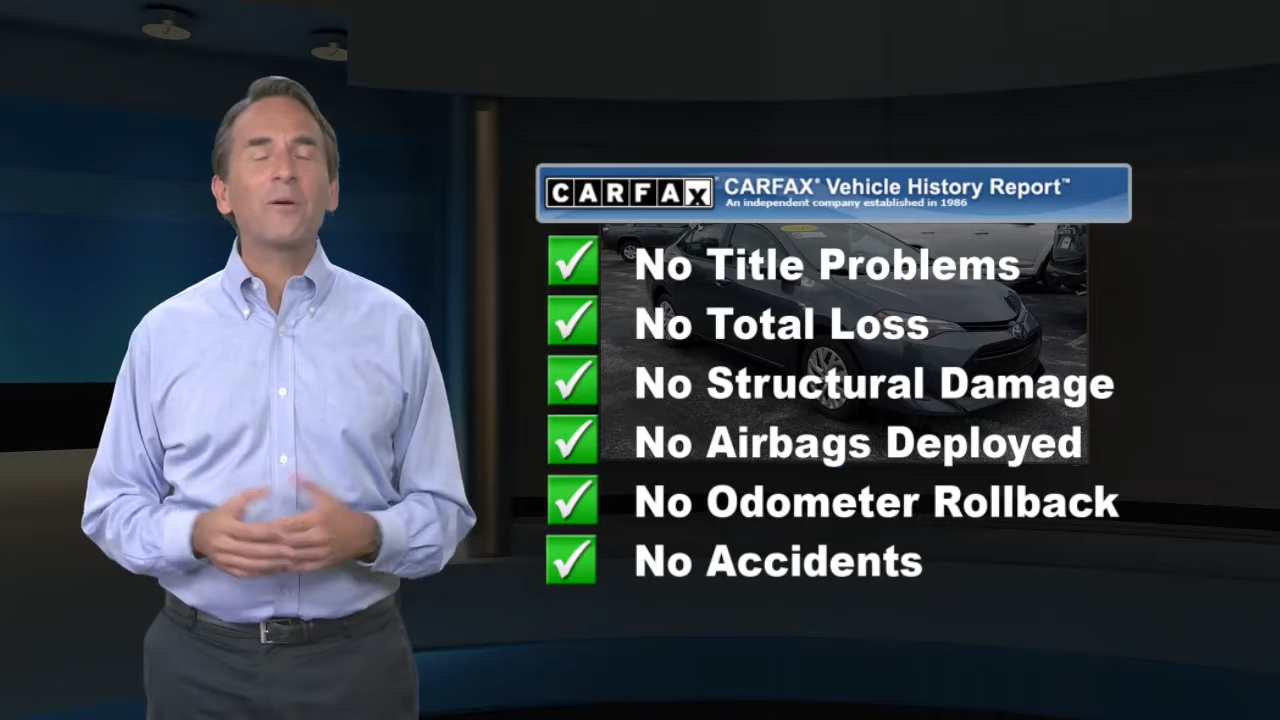 CARFAX® CARFAX® Vehicle History Report™
An independent company established in 1986
No Title Problems
No Total Loss
No Structural Damage
No Airbags Deployed
No Odometer Rollback
No Accidents